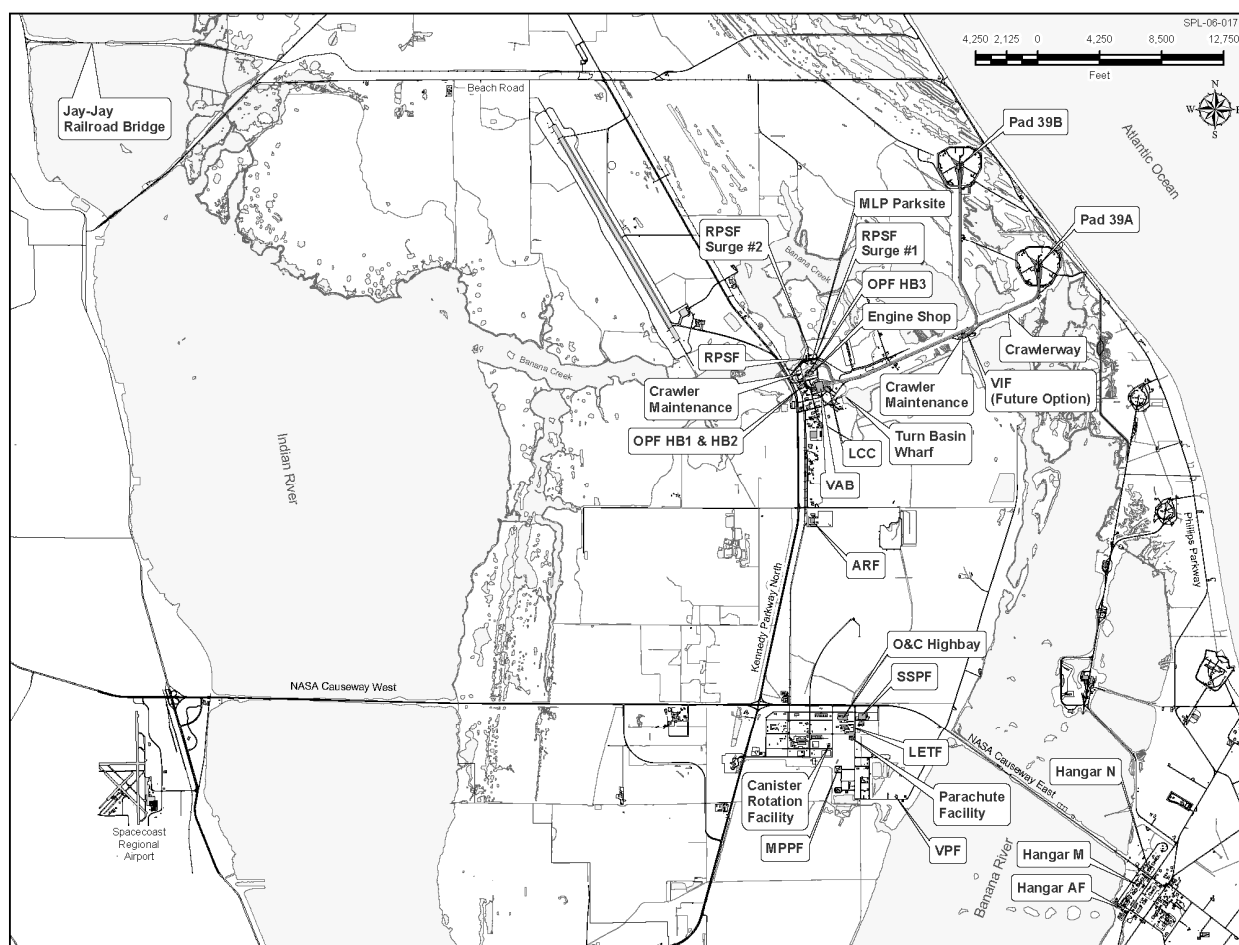 SPL-06-017
4,250 2,125 0 4,250 8,500 12,750
Feet
N
W E
S
Jay-Jay
Railroad Bridge
Beach Road
Pad 39B
Atlantic Ocean
MLP Parksite
Pad 39A
RPSF
Surge #2
RPSF
Surge #1
Banana Creek
OPF HB3
Engine Shop
Crawlerway
RPSF
Banana Creek
Crawler
Maintenance
Crawler
Maintenance
VIF
(Future Option)
OPF HB1 & HB2
Turn Basin
Wharf
LCC
VAB
Indian River
Phillips Parkway
ARF
Kennedy Parkway North
O&C Highbay
SSPF
NASA Causeway West
LETF
NASA Causeway East
Hangar N
Canister
Rotation
Facility
Parachute
Facility
Spacecoast
Regional
Airport
MPPF
VPF
Hangar M
Banana River
Hangar AF